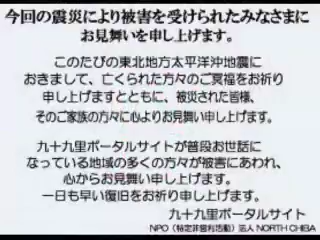 今回の震災により被害を受けられたみなさまに
お見舞いを申し上げます。
このたびの東北地方太平洋沖地震に
おきまして、亡くられた方々のご冥福をお祈り
申し上げますとともに、被災された皆様、
そのご家族の方々に心よりお見舞い申し上げます。
九十九里ポータルサイトが普段お世話に
なっている地域の多くの方々が被害にあわれ、
心からお見舞い申し上げます。
一日も早い復旧をお祈り申し上げます。
九十九里ポータルサイト
NPO（特定非営利活動）法人 NORTH CHIBA